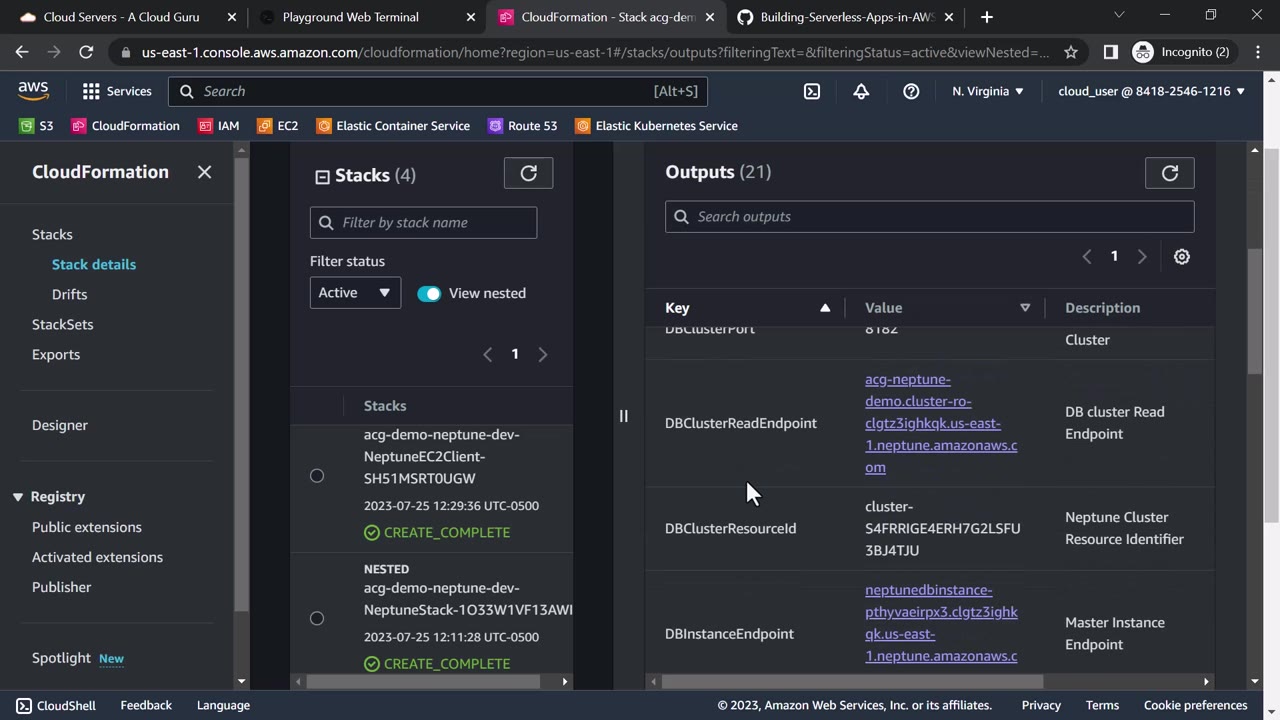 Cloud Servers - A Cloud Guru
Playground Web Terminal
CloudFormation - Stack acg-dem
Building-Serverless-Apps-in-AWS
us-east-1.console.aws.amazon.com/cloudformation/home?region=us-east-1#/stacks/outputs?filteringText=&filteringStatus=active&viewNested=...
Incognito (2)
aws
Services
Search
[Alt+S]
N. Virginia
cloud_user @ 8418-2546-1216
S3
CloudFormation
IAM
EC2
Elastic Container Service
Route 53
Elastic Kubernetes Service
CloudFormation
Stacks
Stack details
Drifts
StackSets
Exports
Designer
Registry
Public extensions
Activated extensions
Publisher
Spotlight New
Stacks (4)
Filter by stack name
Filter status
Active
View nested
1
Stacks
acg-demo-neptune-dev-
NeptuneEC2Client-
SH51MSRT0UGW
2023-07-25 12:29:36 UTC-0500
CREATE_COMPLETE
NESTED
acg-demo-neptune-dev-
NeptuneStack-1O33W1VF13AWI
2023-07-25 12:11:28 UTC-0500
CREATE_COMPLETE
Outputs (21)
Search outputs
1
Key
Value
Description
DBClusterPort
8182
Cluster
DBClusterReadEndpoint
acg-neptune-
demo.cluster-ro-
clgtz3ighkqk.us-east-
1.neptune.amazonaws.c
om
DB cluster Read
Endpoint
DBClusterResourceId
cluster-
S4FRRIGE4ERH7G2LSFU
3BJ4TJU
Neptune Cluster
Resource Identifier
DBInstanceEndpoint
neptunedbinstance-
pthyvaeirpx3.clgtz3ighk
qk.us-east-
1.neptune.amazonaws.c
Master Instance
Endpoint
CloudShell
Feedback
Language
© 2023, Amazon Web Services, Inc. or its affiliates.
Privacy
Terms
Cookie preferences